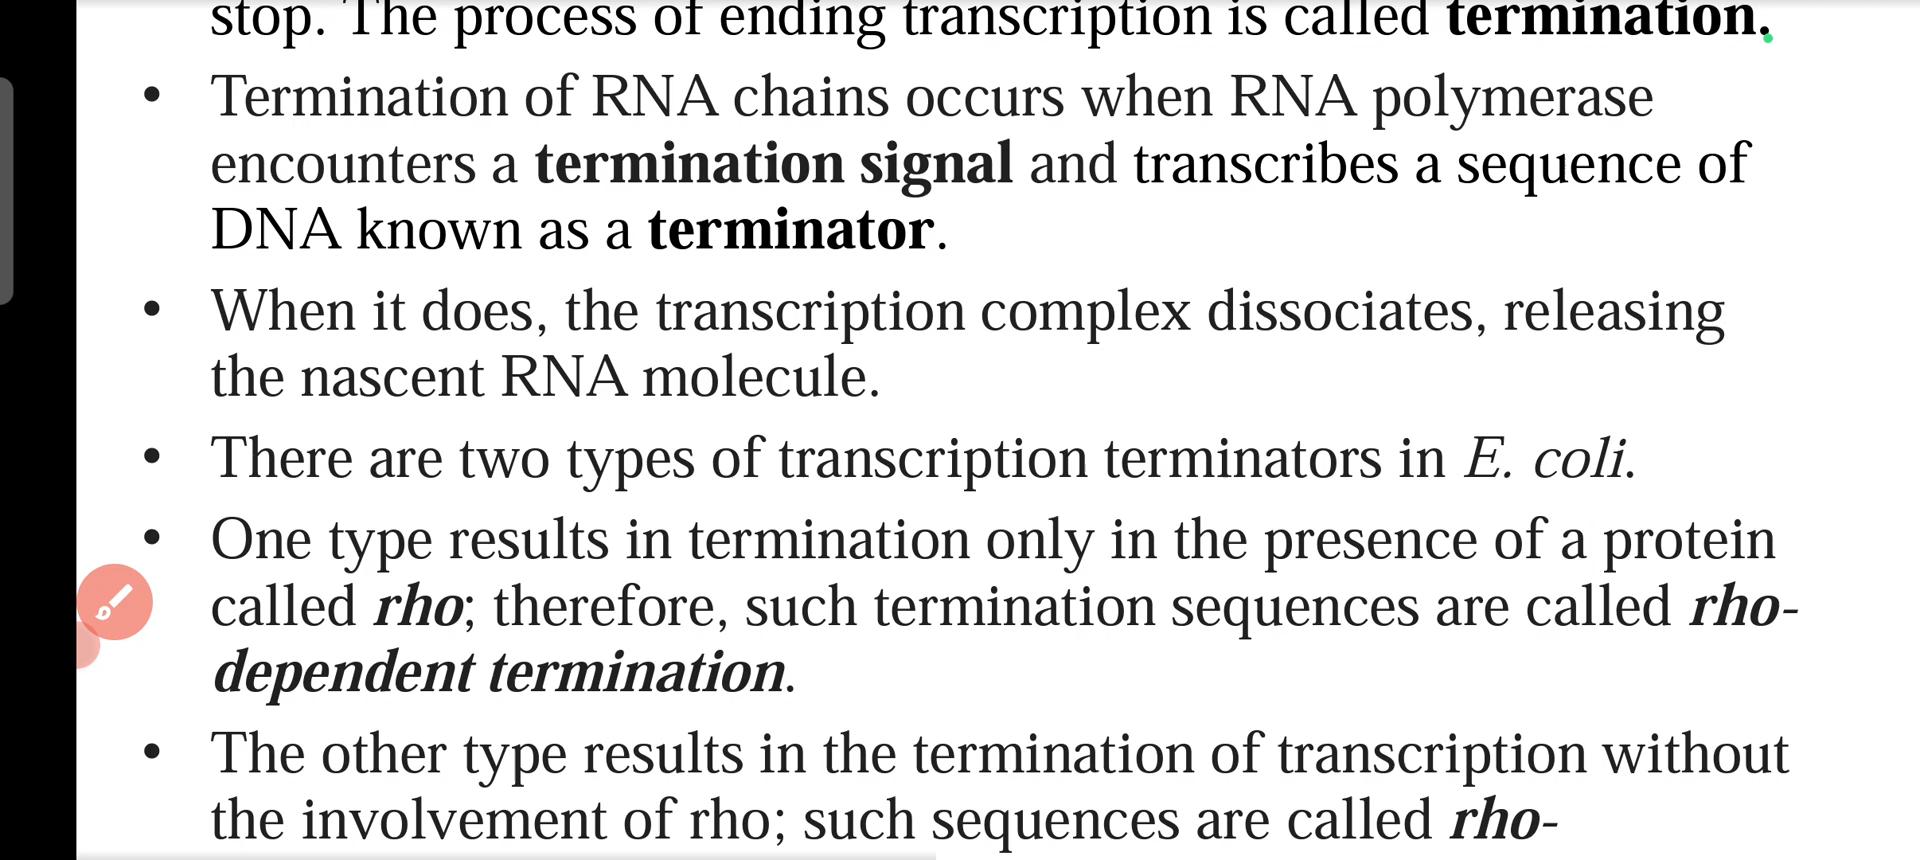 stop. The process of ending transcription is called termination.
• Termination of RNA chains occurs when RNA polymerase
encounters a termination signal and transcribes a sequence of
DNA known as a terminator.
• When it does, the transcription complex dissociates, releasing
the nascent RNA molecule.
• There are two types of transcription terminators in E. coli.
• One type results in termination only in the presence of a protein
called rho; therefore, such termination sequences are called rho-
dependent termination.
• The other type results in the termination of transcription without
the involvement of rho; such sequences are called rho-